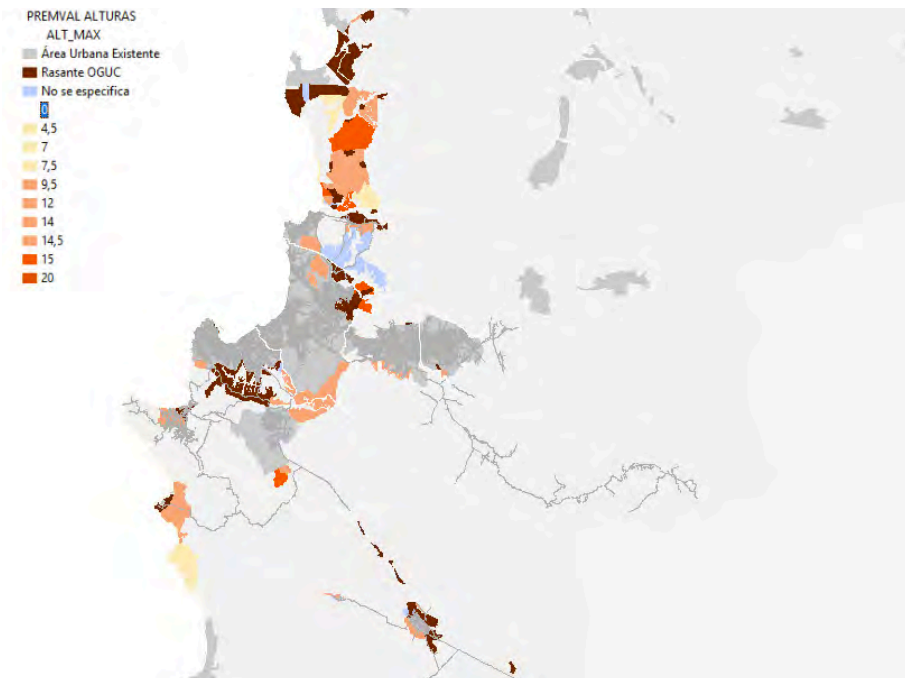 PREMVAL ALTURAS
ALT_MAX
Área Urbana Existente
Rasante OGUC
No se especifica
0
4,5
7
7,5
9,5
12
14
14,5
15
20